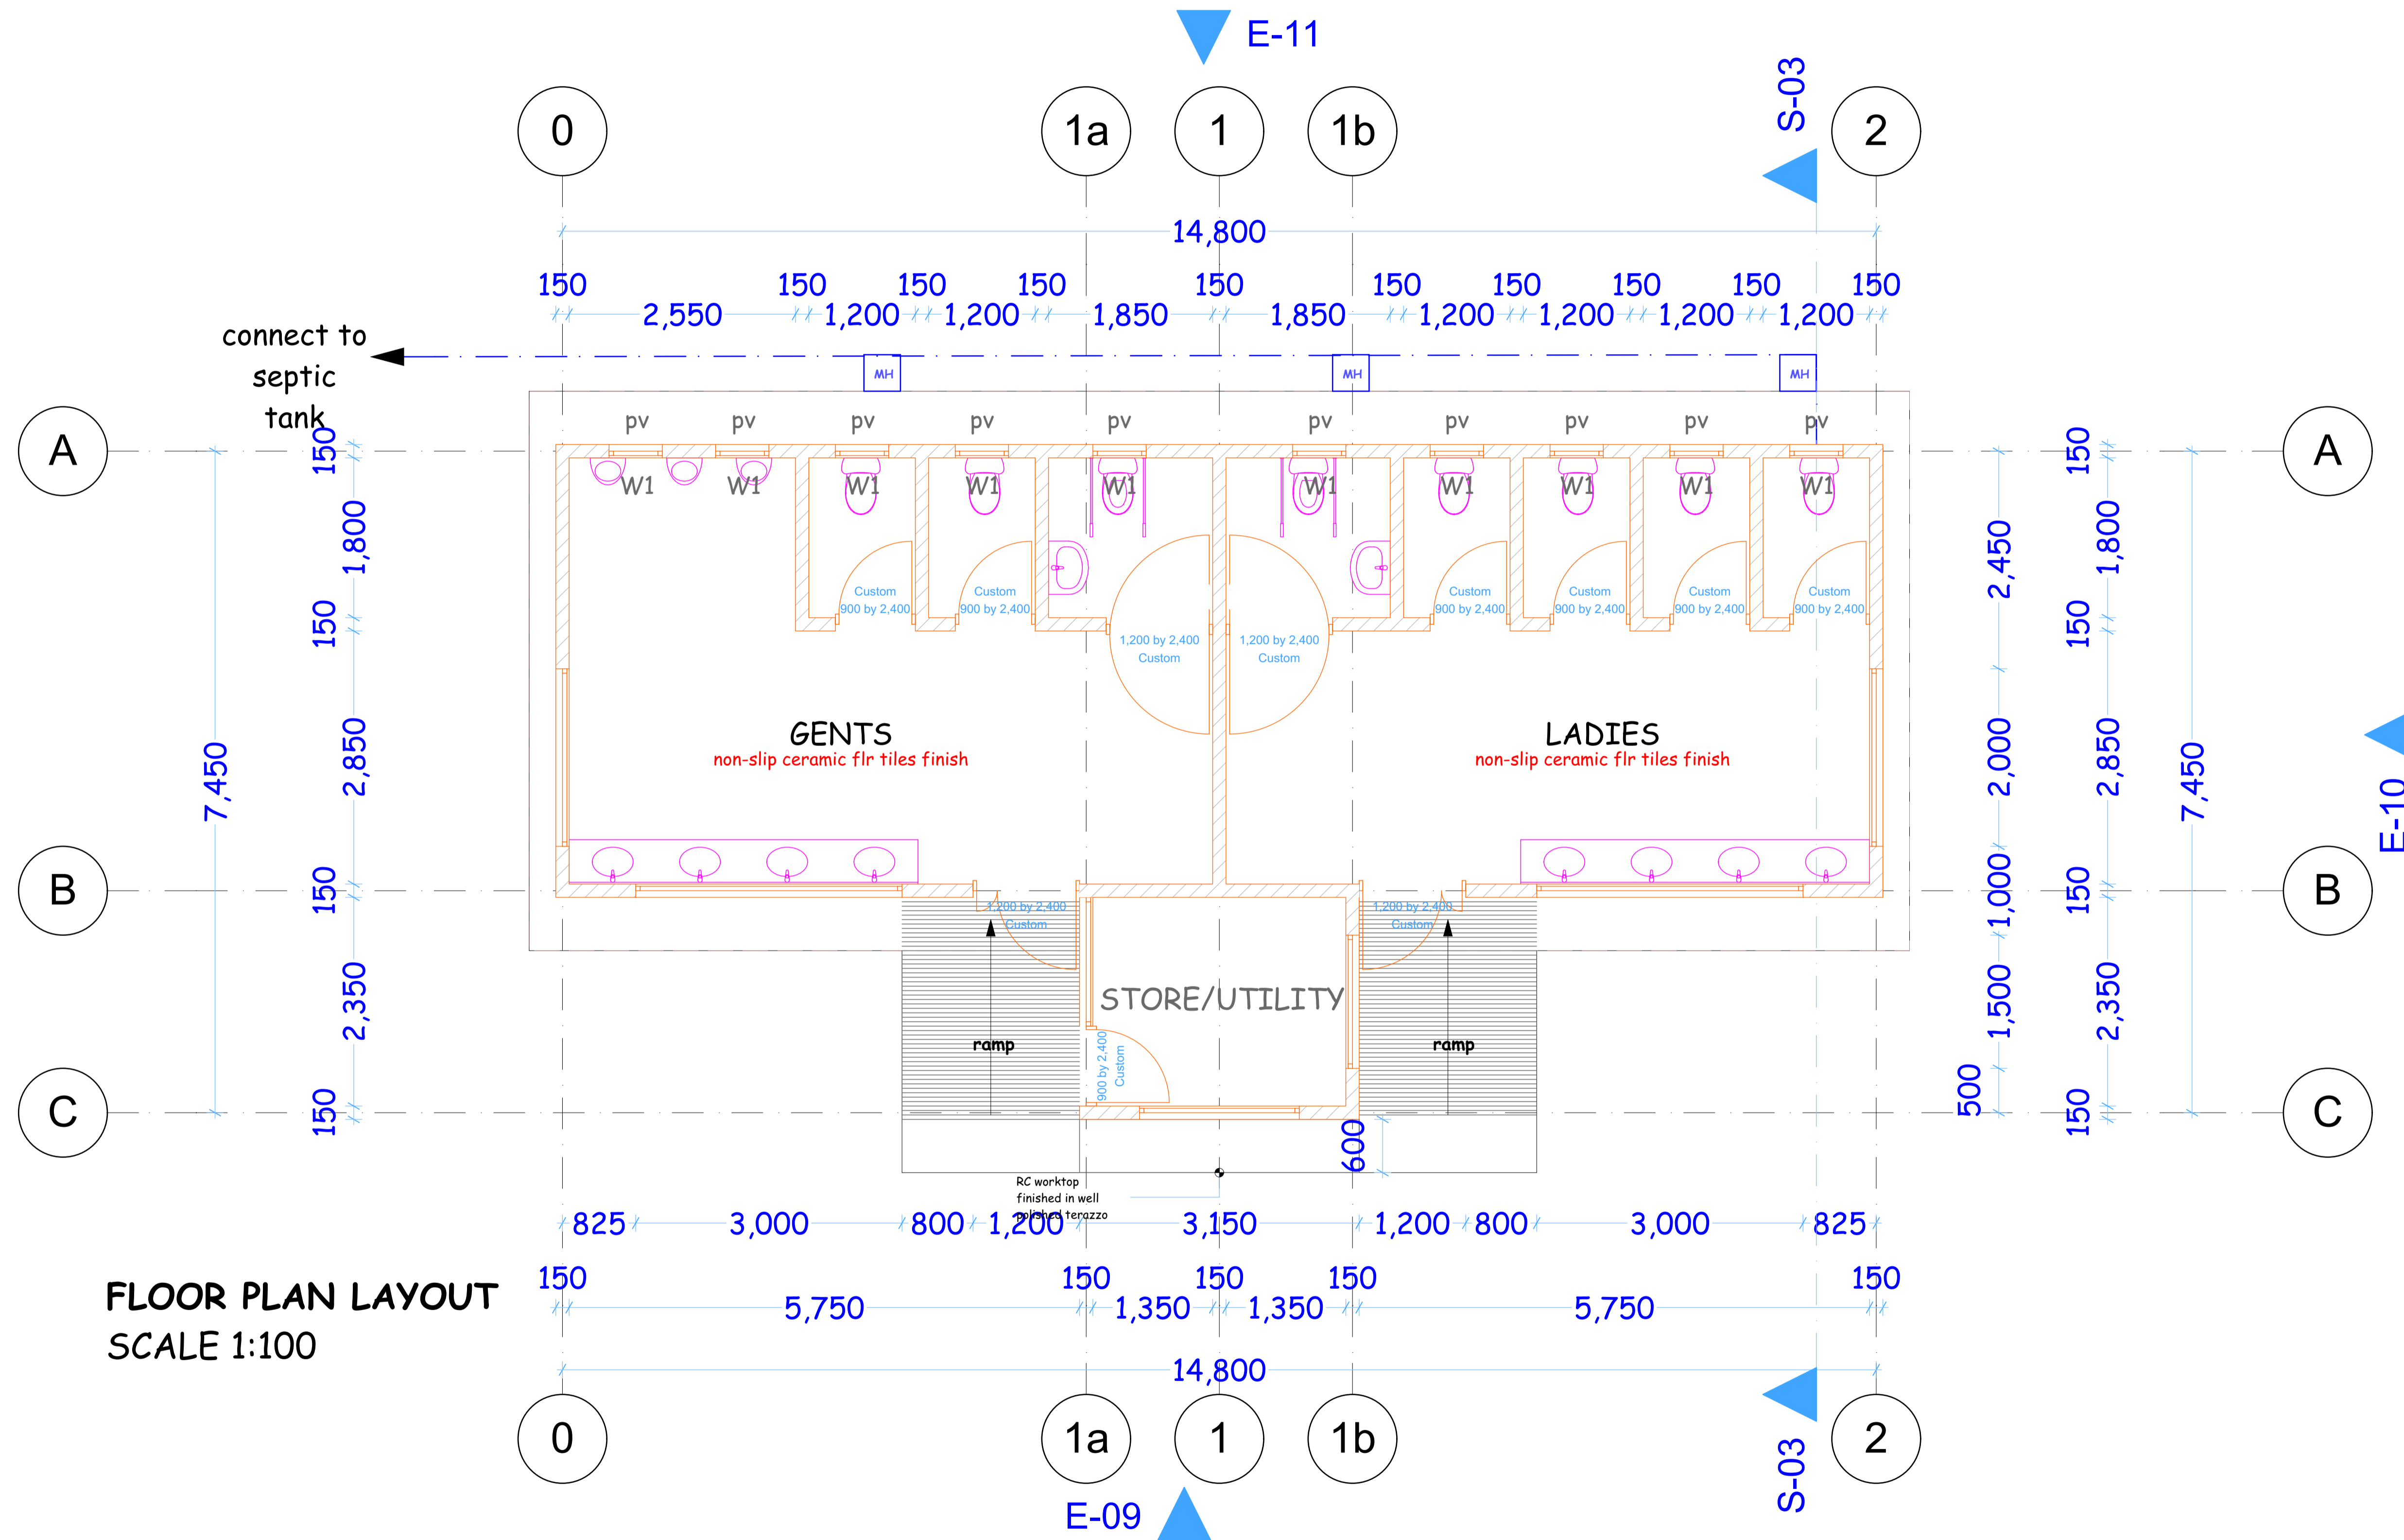 E-11
S-03
0 1a 1 1b 2
14,800
150 150 150 150 150 150 150 150 150 150
2,550 1,200 1,200 1,850 1,850 1,200 1,200 1,200 1,200
connect to
septic
tank
MH MH MH
pv pv pv pv pv pv pv pv pv pv
A 150 150 A
W1 W1 W1 W1 W1 W1 W1 W1 W1 W1
1,800 2,450 1,800
Custom Custom Custom Custom Custom Custom
900 by 2,400 900 by 2,400 900 by 2,400 900 by 2,400 900 by 2,400 900 by 2,400
150 150
1,200 by 2,400 1,200 by 2,400
Custom Custom
GENTS LADIES
non-slip ceramic flr tiles finish non-slip ceramic flr tiles finish
7,450 2,850 2,000 2,850 7,450
E-10
B 150 150 B
1,200 by 2,400 1,200 by 2,400
Custom Custom
1,000
STORE/UTILITY
2,350 1,500 2,350
ramp ramp
900 by 2,400
Custom
500
C 150 150 C
600
RC worktop
finished in well
polished terazzo
825 3,000 800 1,200 3,150 1,200 800 3,000 825
150 150 150 150 150
5,750 1,350 1,350 5,750
FLOOR PLAN LAYOUT
SCALE 1:100
14,800
0 1a 1 1b 2
S-03
E-09